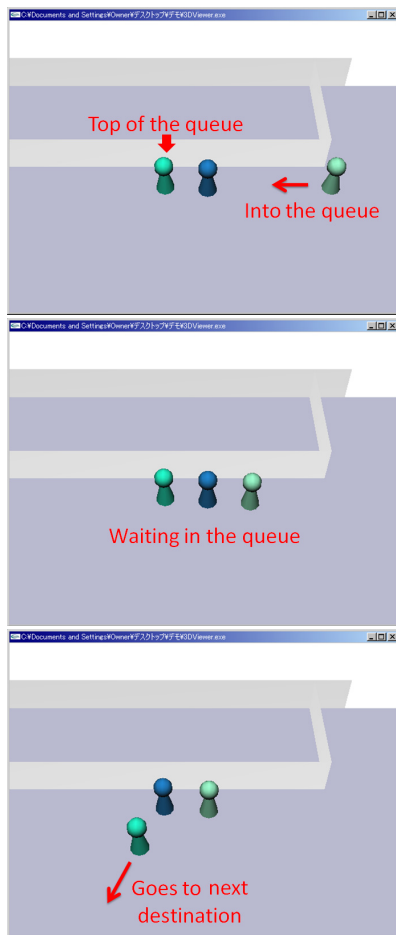 C:¥Documents and Settings¥Owner¥デスクトップ¥デモ¥3DViewer.exe
Top of the queue
Into the queue
C:¥Documents and Settings¥Owner¥デスクトップ¥デモ¥3DViewer.exe
Waiting in the queue
C:¥Documents and Settings¥Owner¥デスクトップ¥デモ¥3DViewer.exe
Goes to next
destination